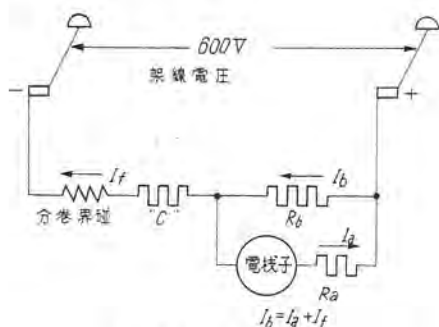 600V
架線電圧
−
+
If
Ib
分巻界磁
"C"
Rb
Ia
電機子
Ra
Ib=Ia+If